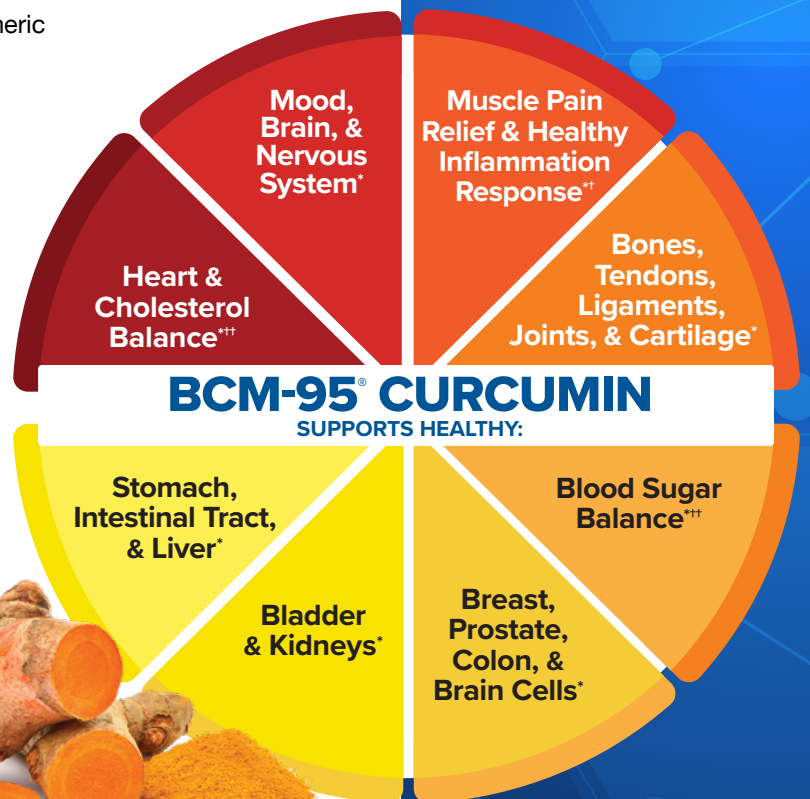 Mood,
Brain, &
Nervous
System*
Muscle Pain
Relief & Healthy
Inflammation
Response*†
Heart &
Cholesterol
Balance*††
Bones,
Tendons,
Ligaments,
Joints, & Cartilage*
BCM-95® CURCUMIN
SUPPORTS HEALTHY:
Stomach,
Intestinal Tract,
& Liver*
Blood Sugar
Balance*††
Bladder
& Kidneys*
Breast,
Prostate,
Colon, &
Brain Cells*